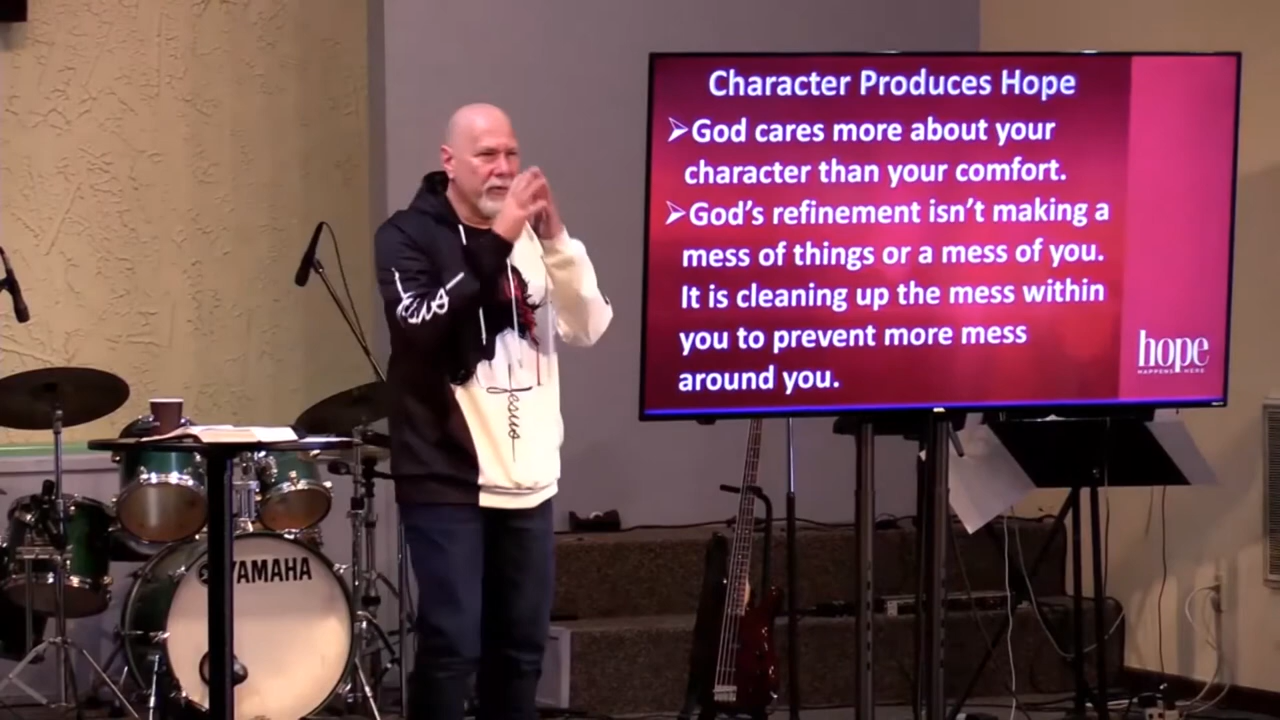 Character Produces Hope
➢God cares more about your
character than your comfort.
➢God's refinement isn't making a
mess of things or a mess of you.
It is cleaning up the mess within
you to prevent more mess
around you.
hope
HAPPENS HERE
Jesus
YAMAHA